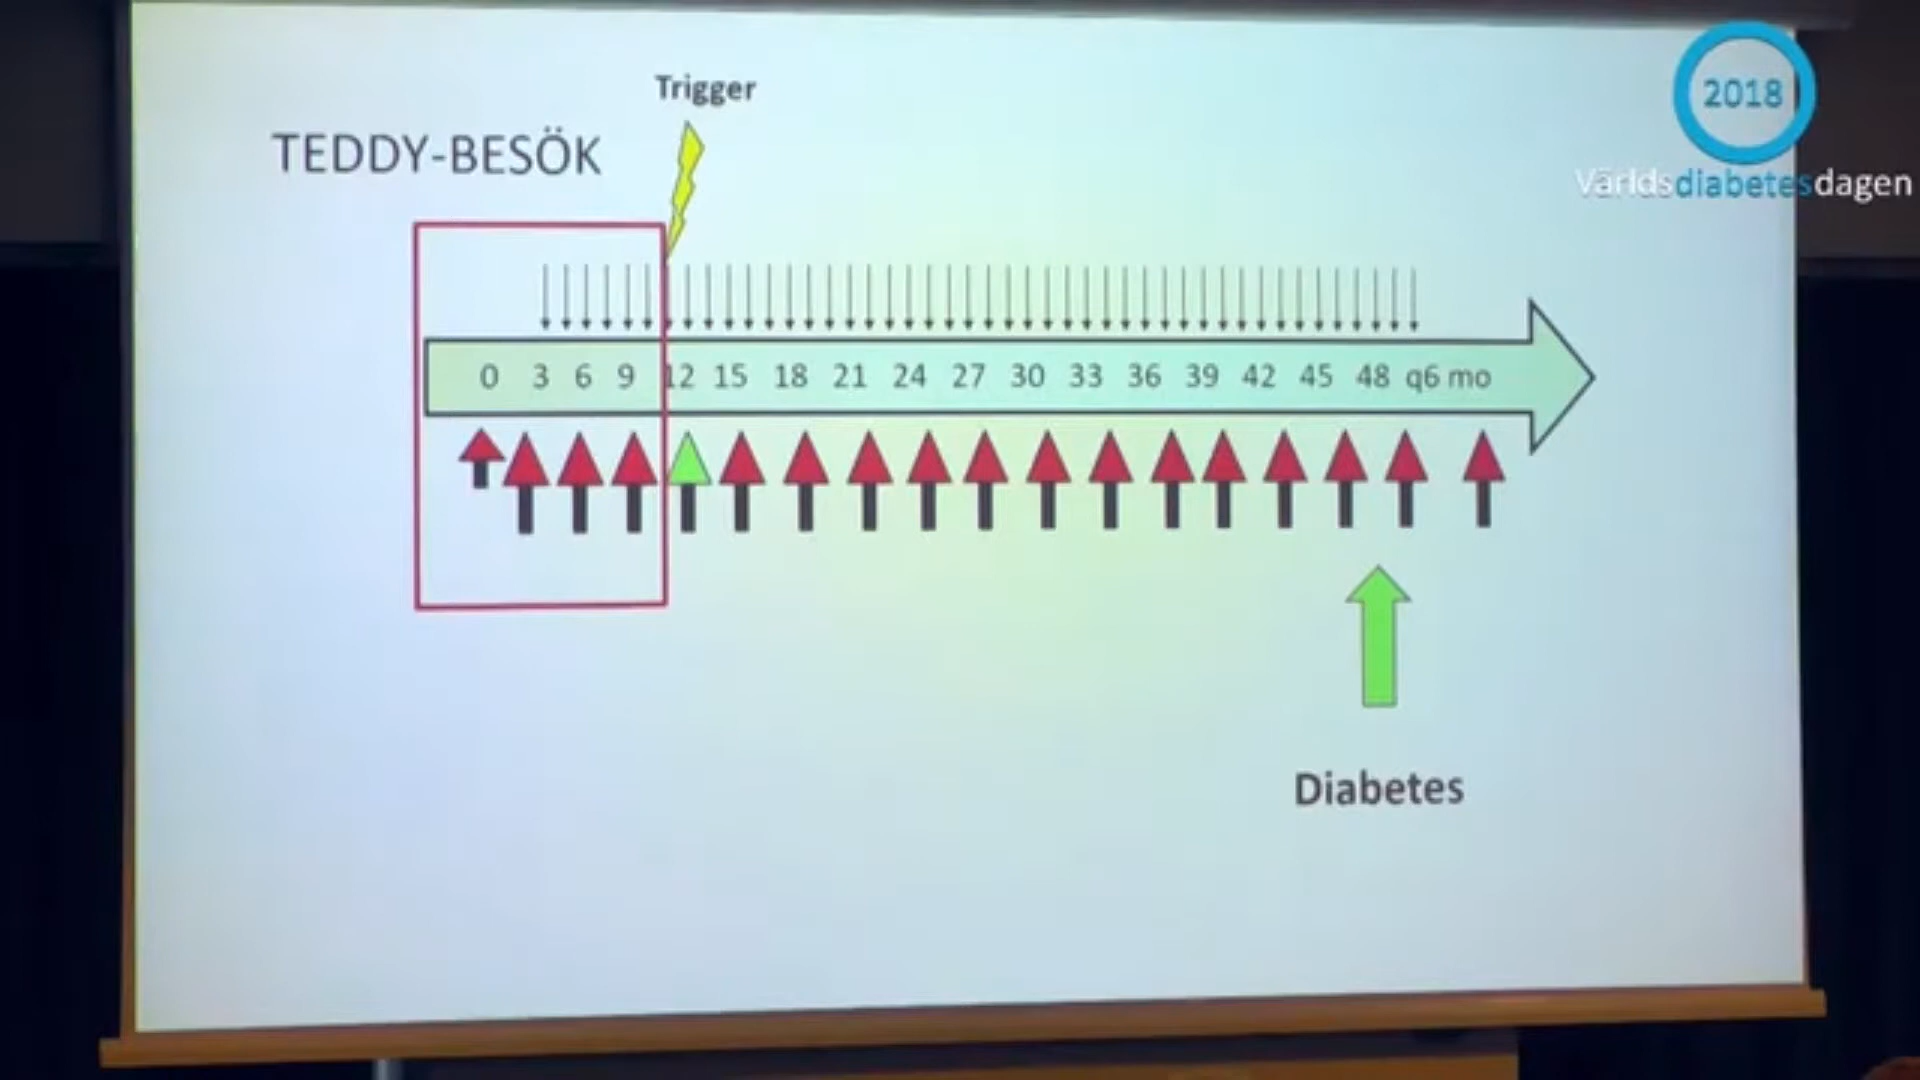 Trigger
TEDDY-BESÖK
2018
Världsdiabetesdagen
0 3 6 9 12 15 18 21 24 27 30 33 36 39 42 45 48 q6 mo
Diabetes